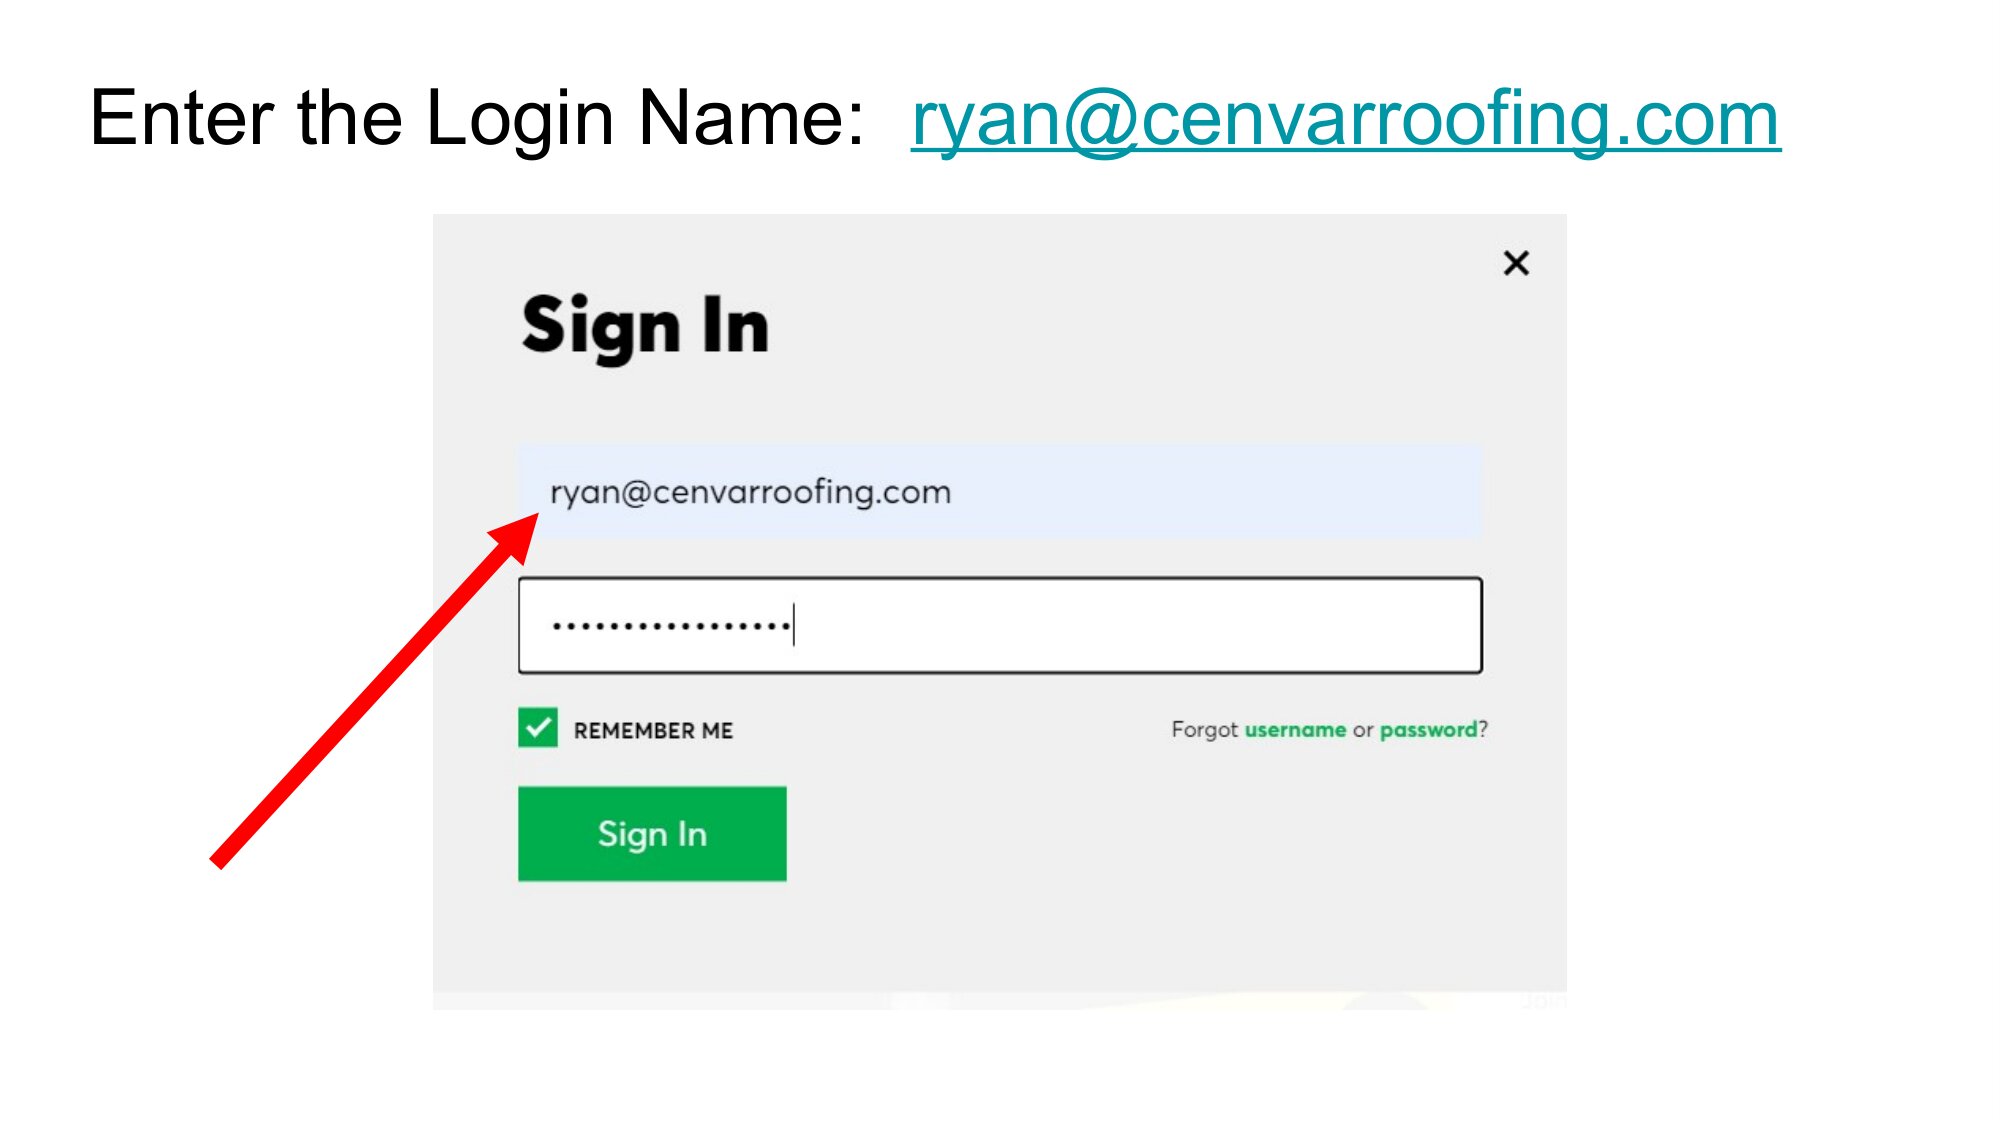 Enter the Login Name:  ryan@cenvarroofing.com
Sign In
ryan@cenvarroofing.com
•••••••••••••••••
REMEMBER ME
Forgot username or password?
Sign In